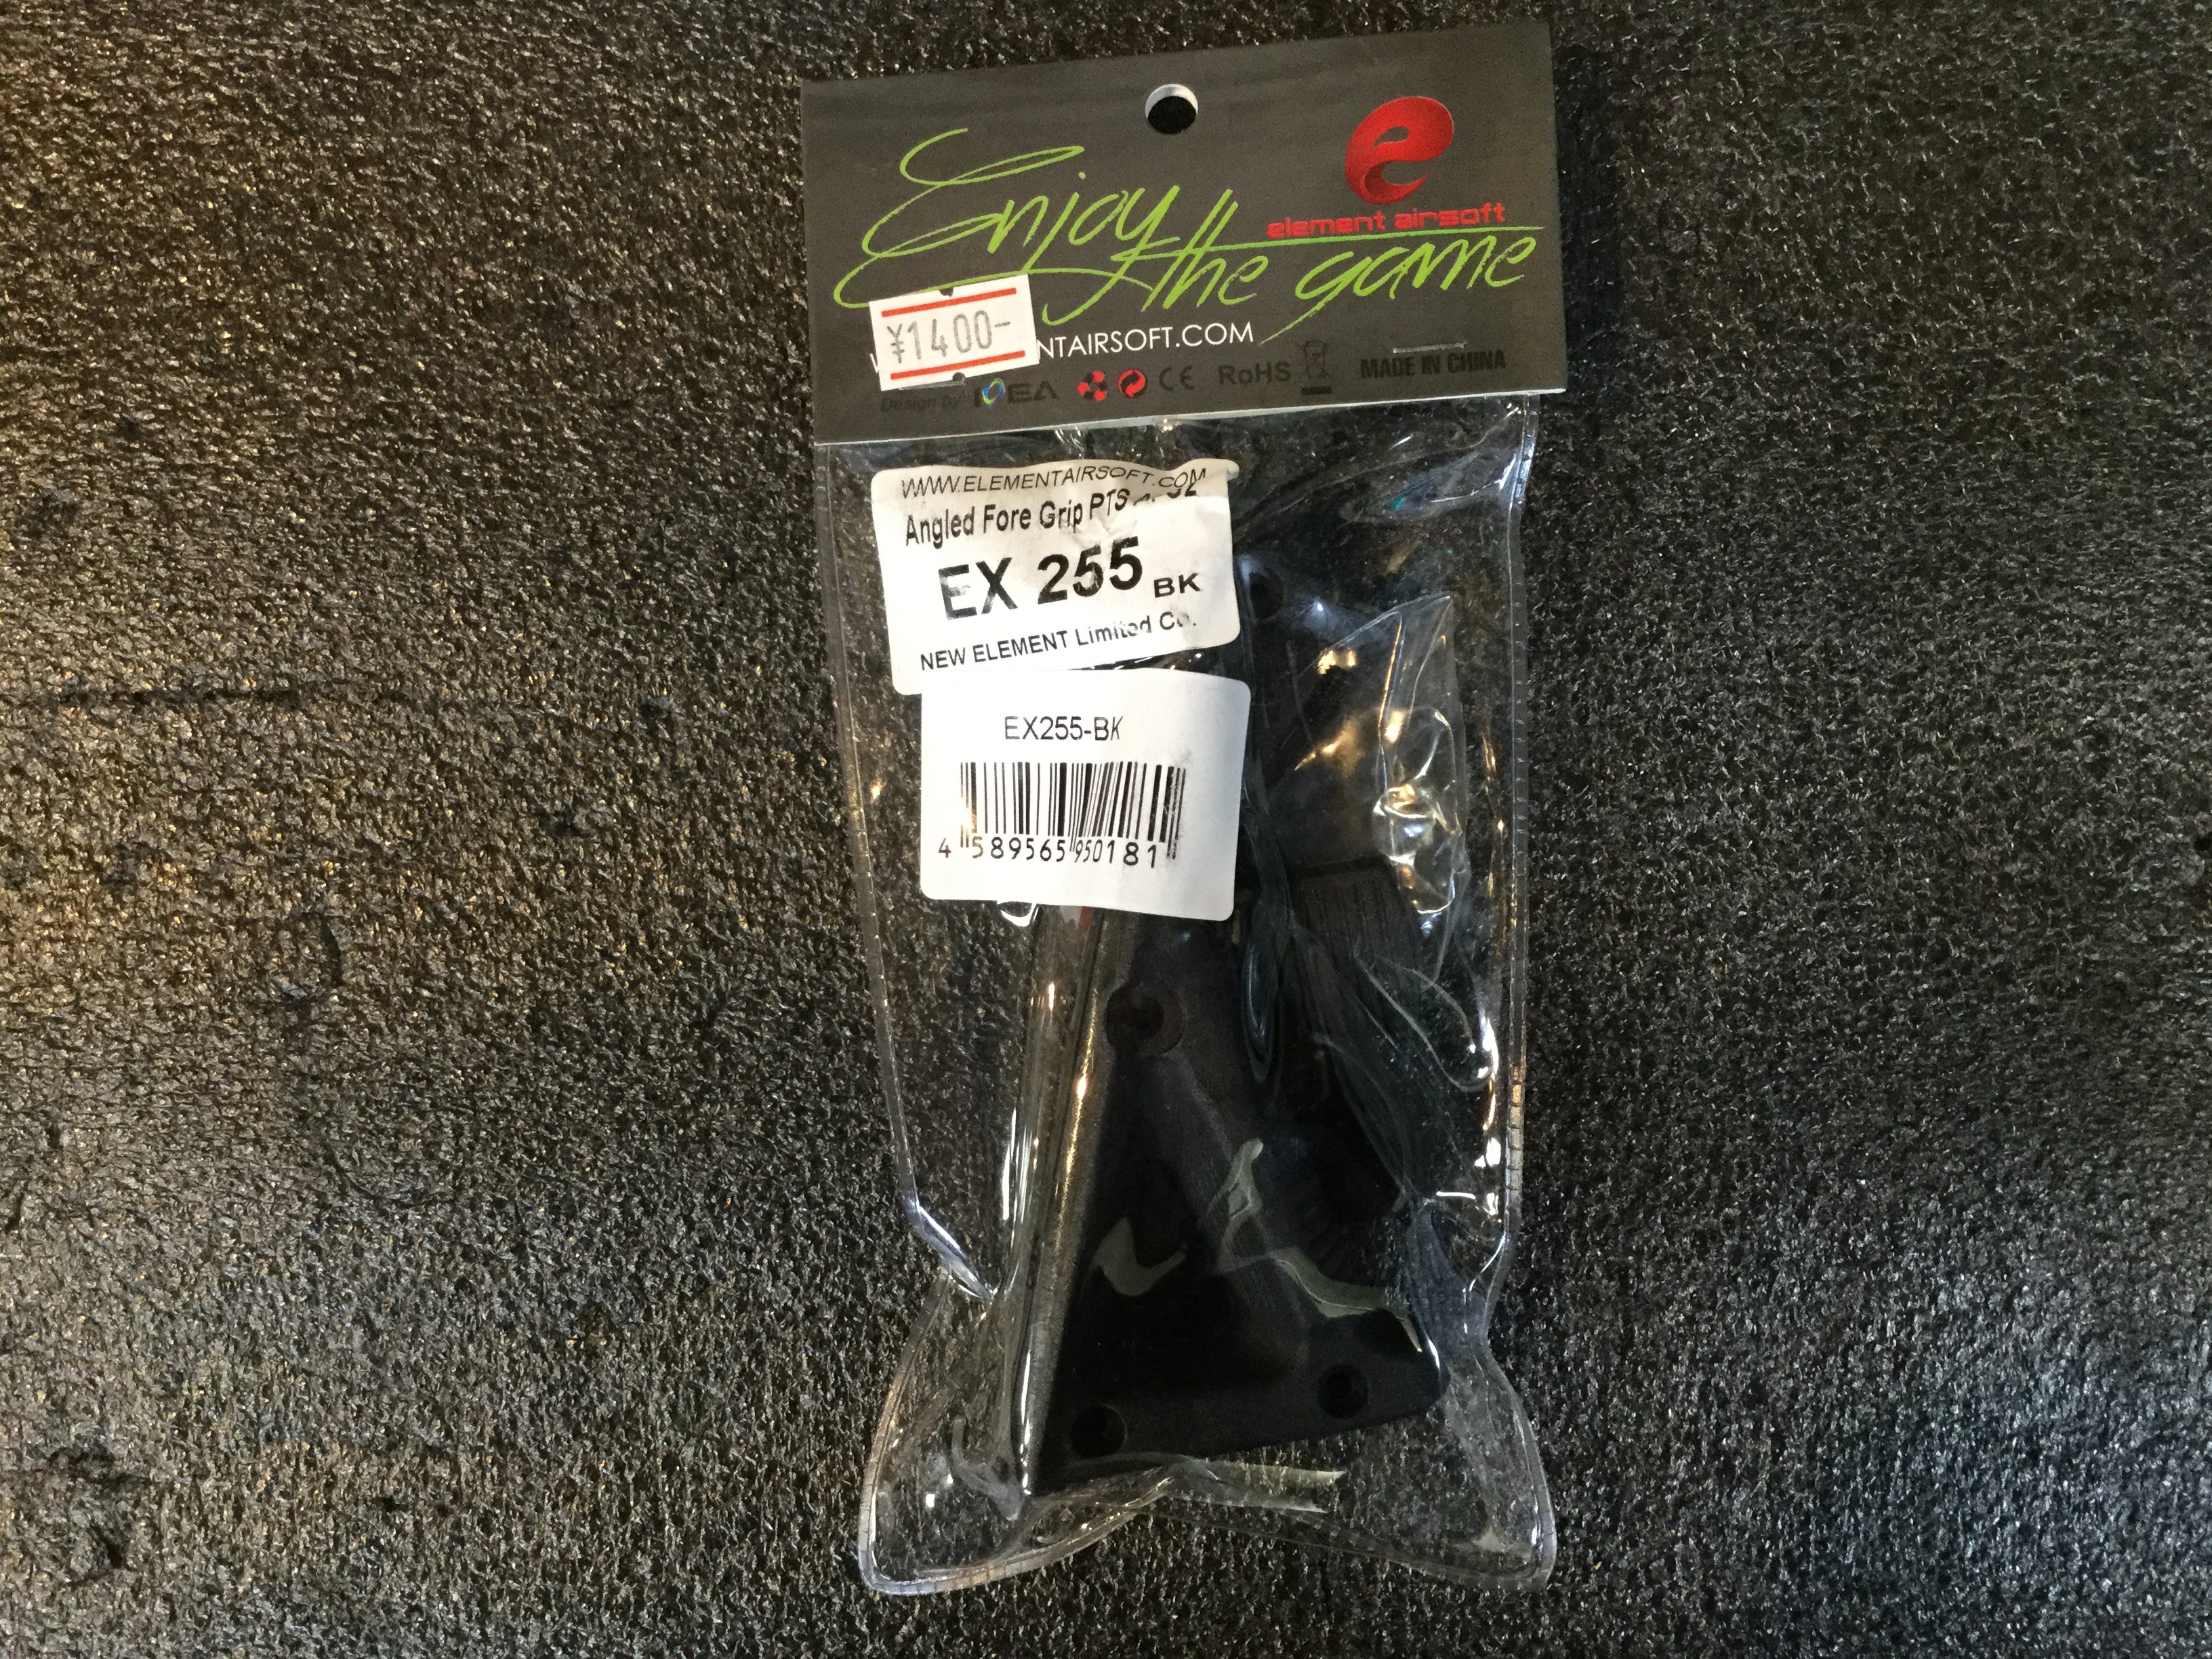 Enjoy
the game
e
element airsoft
¥1400-
NTAIRSOFT.COM
Design by IDEA CE RoHS MADE IN CHINA
WWW.ELEMENTAIRSOFT.COM
Angled Fore Grip PTS
EX 255 BK
NEW ELEMENT Limited Co.
EX255-BK
4 589565 950181